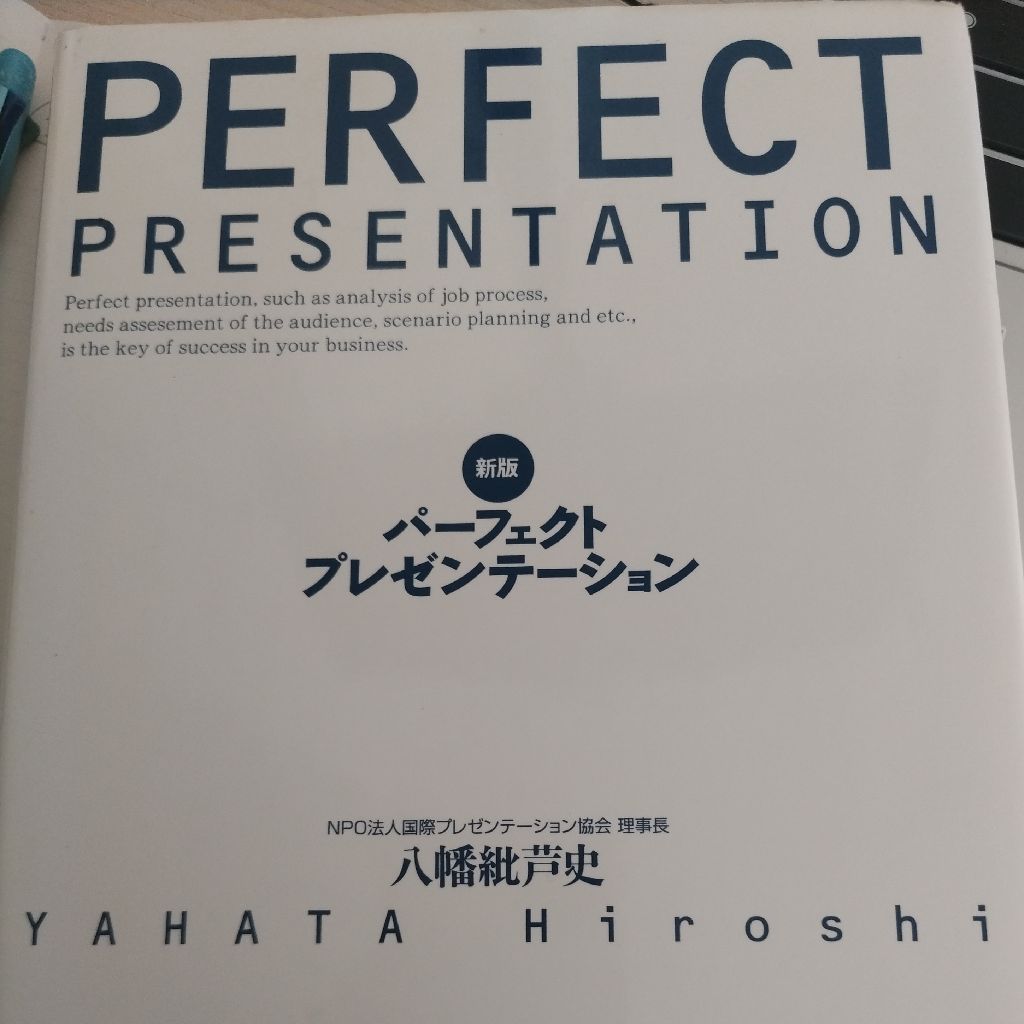 PERFECT
PRESENTATION
Perfect presentation, such as analysis of job process,
needs assesement of the audience, scenario planning and etc.,
is the key of success in your business.
新版
パーフェクト
プレゼンテーション
NPO法人国際プレゼンテーション協会 理事長
八幡紕芦史
YAHATA Hiroshi